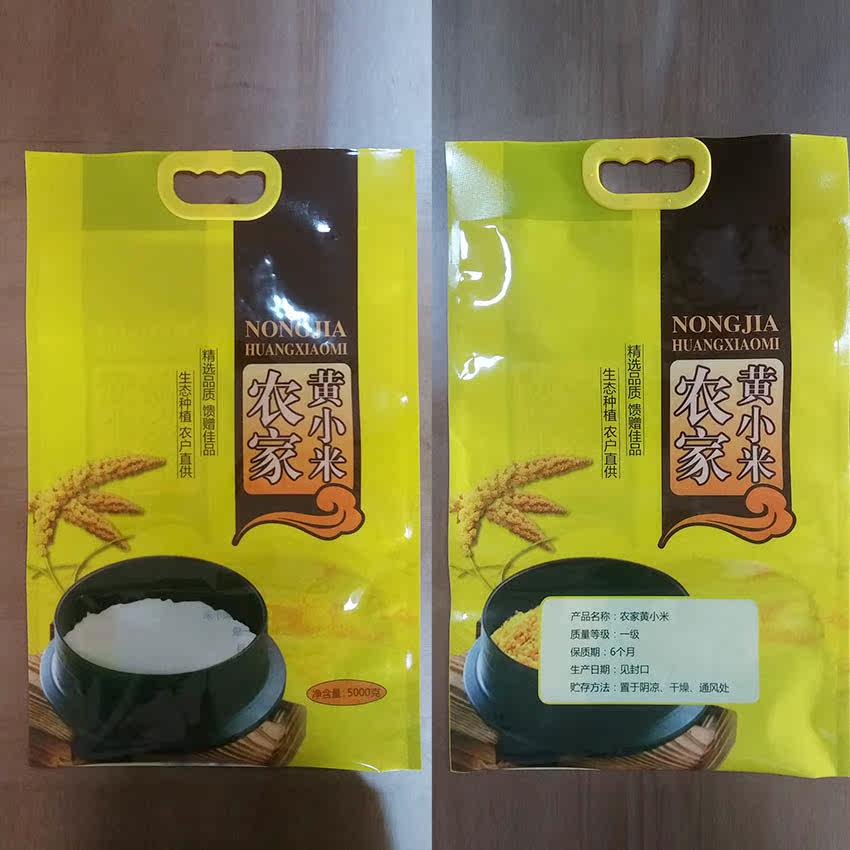 NONGJIA
HUANGXIAOMI
黄小米
农家
精选品质 馈赠佳品
生态种植 农户直供
净含量:5000克
NONGJIA
HUANGXIAOMI
黄小米
农家
精选品质 馈赠佳品
生态种植 农户直供
产品名称:农家黄小米
质量等级:一级
保质期:6个月
生产日期:见封口
贮存方法:置于阴凉、干燥、通风处